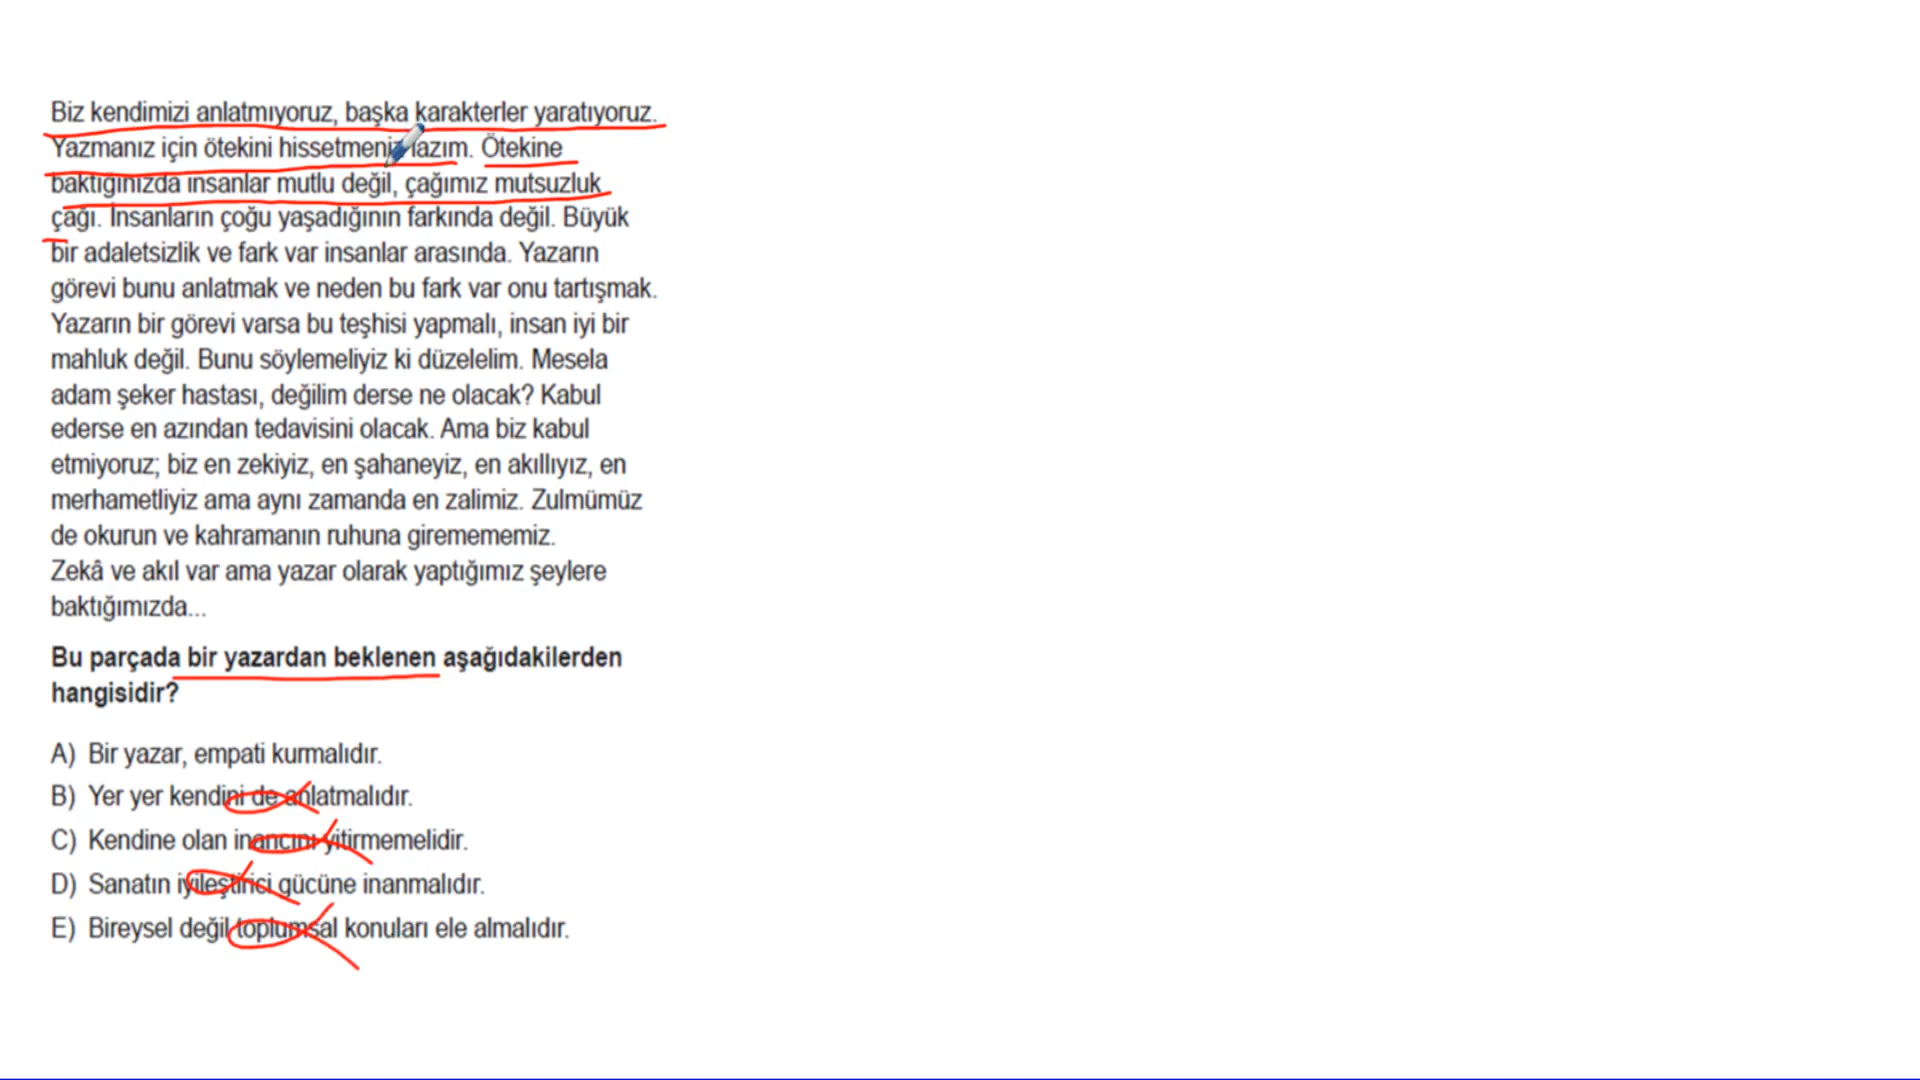 Biz kendimizi anlatmıyoruz, başka karakterler yaratıyoruz.
Yazmanız için ötekini hissetmeniz lazım. Ötekine
baktığınızda insanlar mutlu değil, çağımız mutsuzluk
çağı. İnsanların çoğu yaşadığının farkında değil. Büyük
bir adaletsizlik ve fark var insanlar arasında. Yazarın
görevi bunu anlatmak ve neden bu fark var onu tartışmak.
Yazarın bir görevi varsa bu teşhisi yapmalı, insan iyi bir
mahluk değil. Bunu söylemeliyiz ki düzelelim. Mesela
adam şeker hastası, değilim derse ne olacak? Kabul
ederse en azından tedavisini olacak. Ama biz kabul
etmiyoruz; biz en zekiyiz, en şahaneyiz, en akıllıyız, en
merhametliyiz ama aynı zamanda en zalimiz. Zulmümüz
de okurun ve kahramanın ruhuna giremememiz.
Zekâ ve akıl var ama yazar olarak yaptığımız şeylere
baktığımızda...
Bu parçada bir yazardan beklenen aşağıdakilerden
hangisidir?
A) Bir yazar, empati kurmalıdır.
B) Yer yer kendini de anlatmalıdır.
C) Kendine olan inancını yitirmemelidir.
D) Sanatın iyileştirici gücüne inanmalıdır.
E) Bireysel değil toplumsal konuları ele almalıdır.